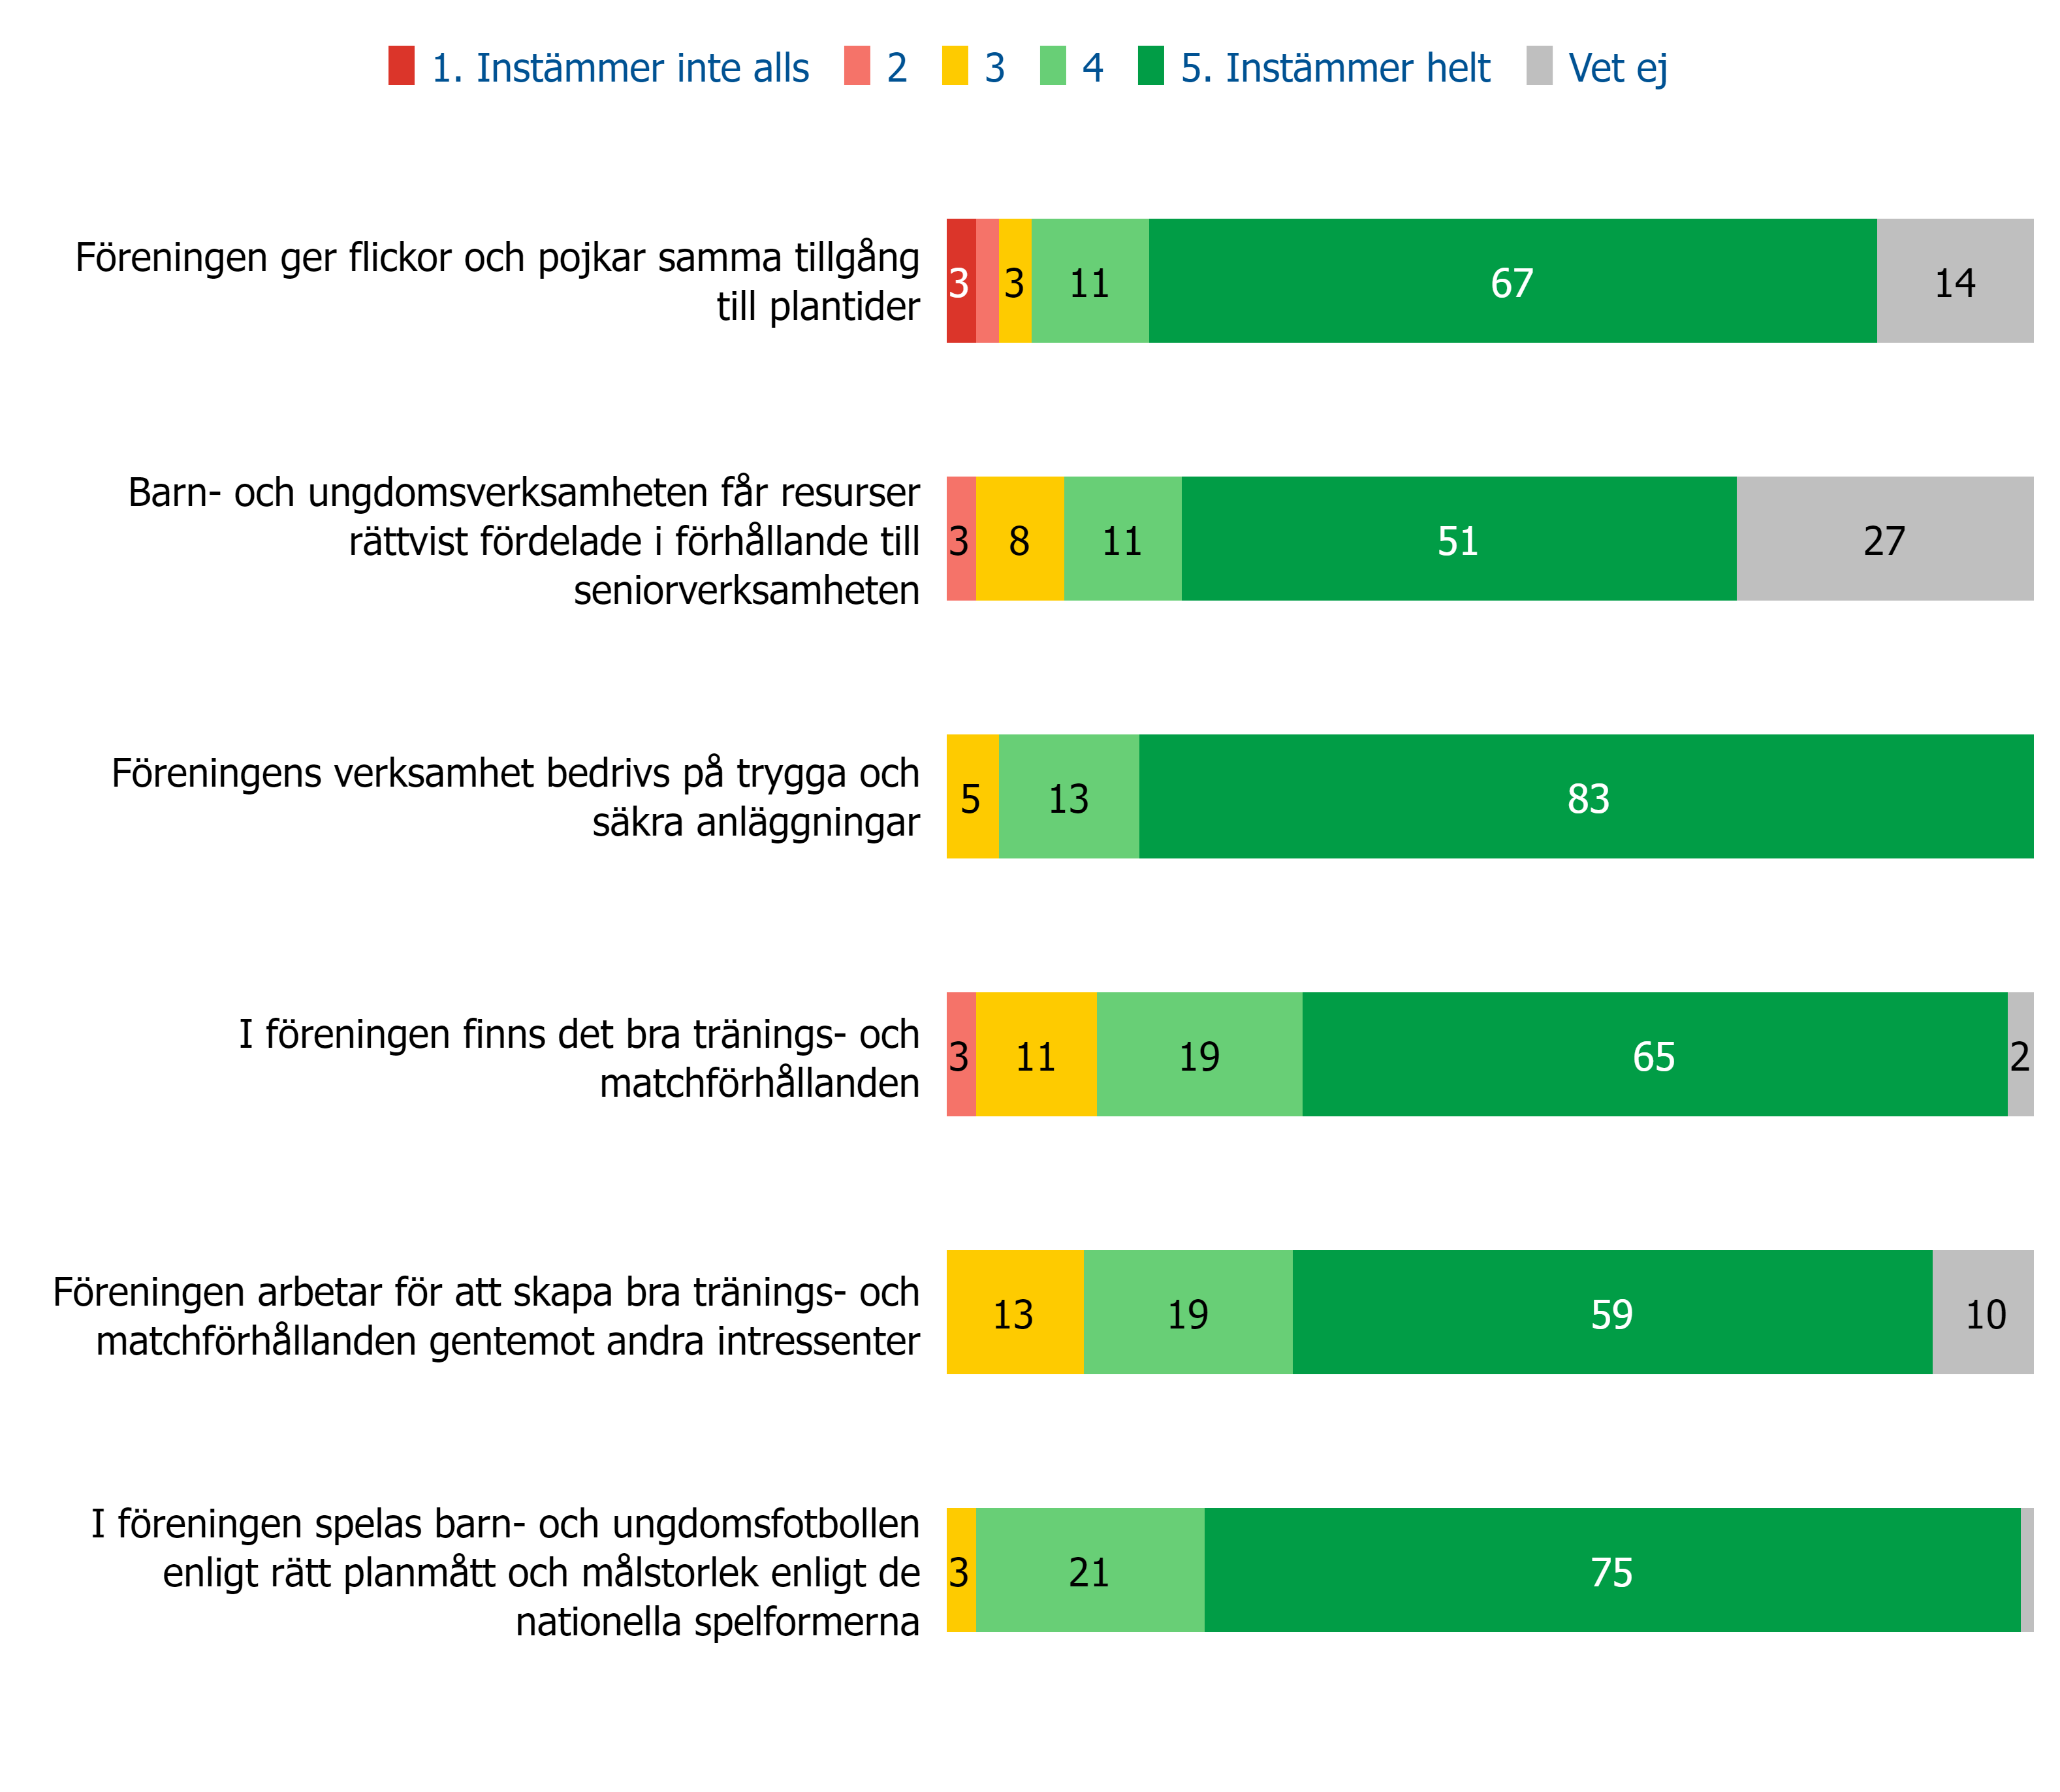 1. Instämmer inte alls 2 3 4 5. Instämmer helt Vet ej
Föreningen ger flickor och pojkar samma tillgång
till plantider
3 3 11 67 14
Barn- och ungdomsverksamheten får resurser
rättvist fördelade i förhållande till
seniorverksamheten
3 8 11 51 27
Föreningens verksamhet bedrivs på trygga och
säkra anläggningar
5 13 83
I föreningen finns det bra tränings- och
matchförhållanden
3 11 19 65 2
Föreningen arbetar för att skapa bra tränings- och
matchförhållanden gentemot andra intressenter
13 19 59 10
I föreningen spelas barn- och ungdomsfotbollen
enligt rätt planmått och målstorlek enligt de
nationella spelformerna
3 21 75